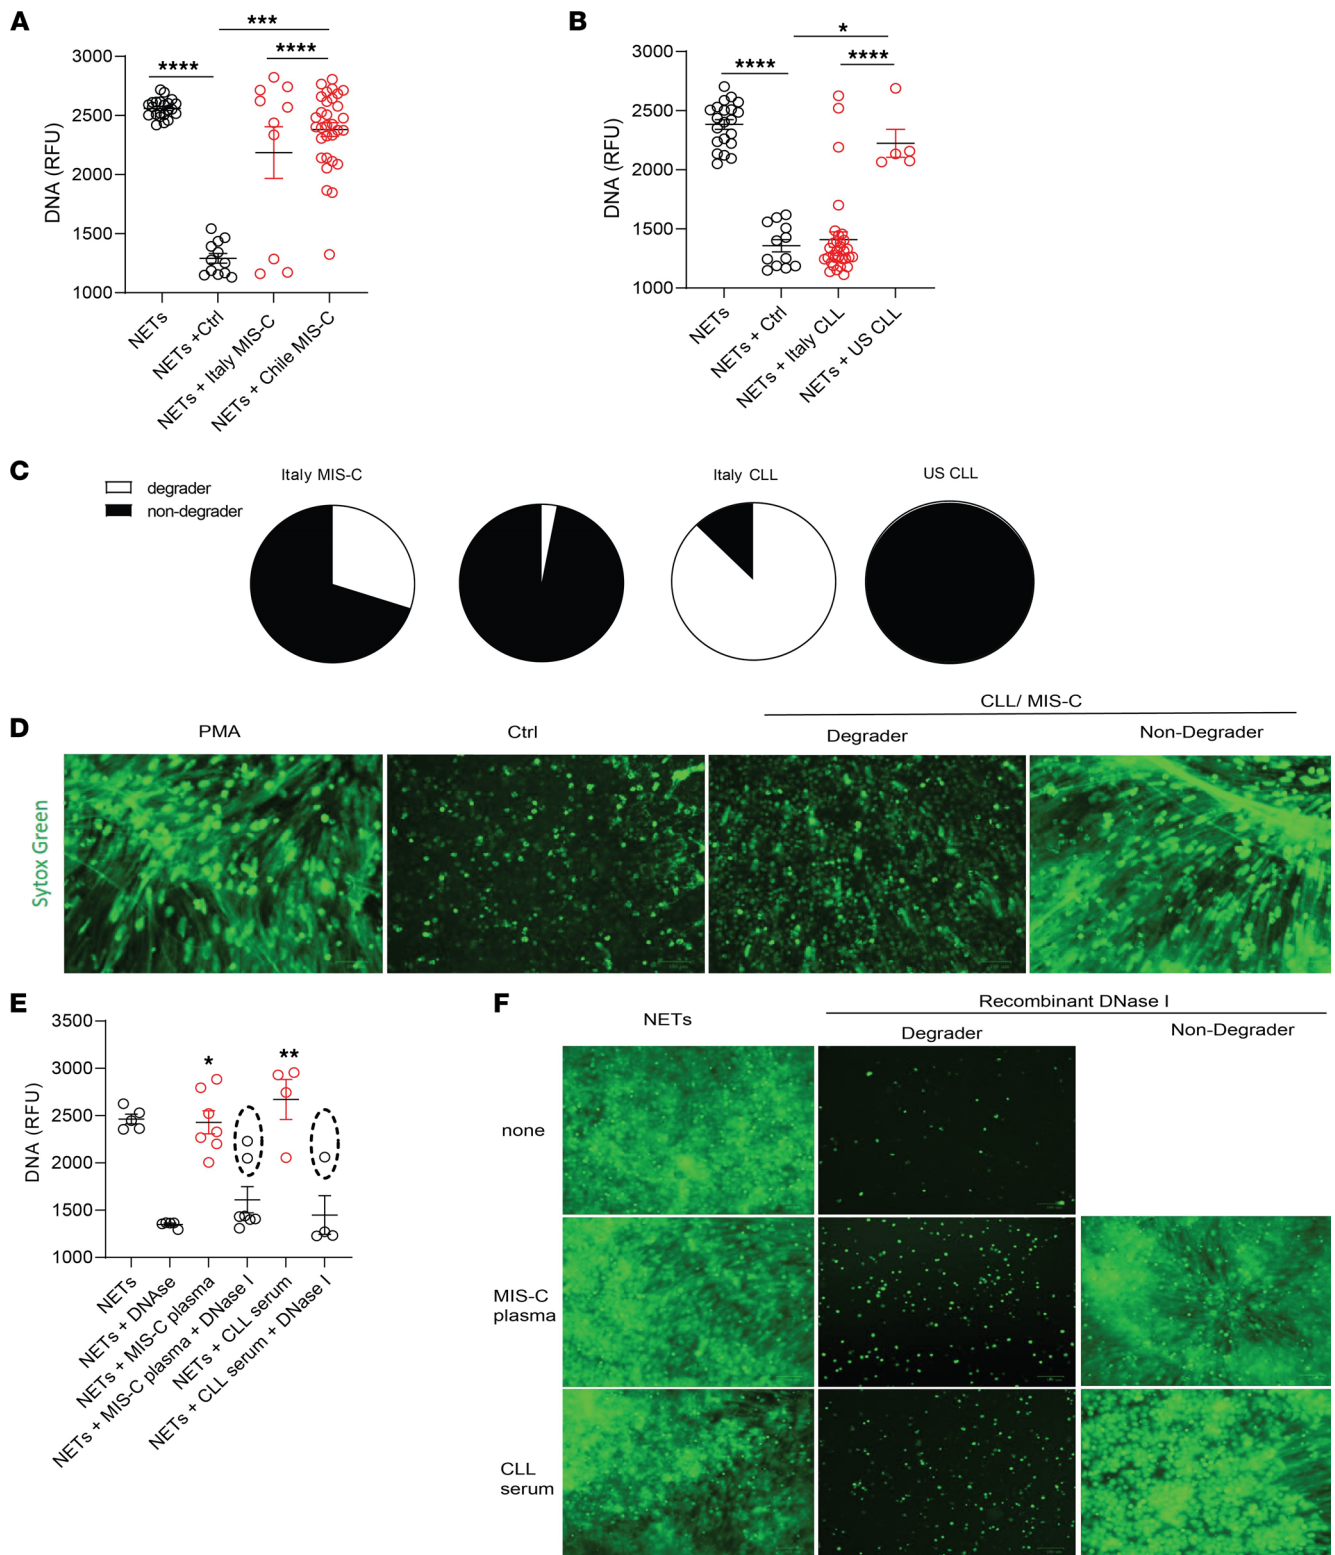 A
***
****
****
3000
2500
2000
1500
1000
DNA (RFU)
NETs
NETs +Ctrl
NETs + Italy MIS-C
NETs + Chile MIS-C
B
*
****
****
3000
2500
2000
1500
1000
DNA (RFU)
NETs
NETs + Ctrl
NETs + Italy CLL
NETs + US CLL
C
degrader
non-degrader
Italy MIS-C
Italy CLL
US CLL
D
CLL/ MIS-C
PMA
Ctrl
Degrader
Non-Degrader
Sytox Green
E
3500
3000
2500
2000
1500
1000
DNA (RFU)
*
**
NETs
NETs + DNAse
NETs + MIS-C plasma
NETs + MIS-C plasma + DNase I
NETs + CLL serum
NETs + CLL serum + DNase I
F
Recombinant DNase I
NETs
Degrader
Non-Degrader
none
MIS-C
plasma
CLL
serum